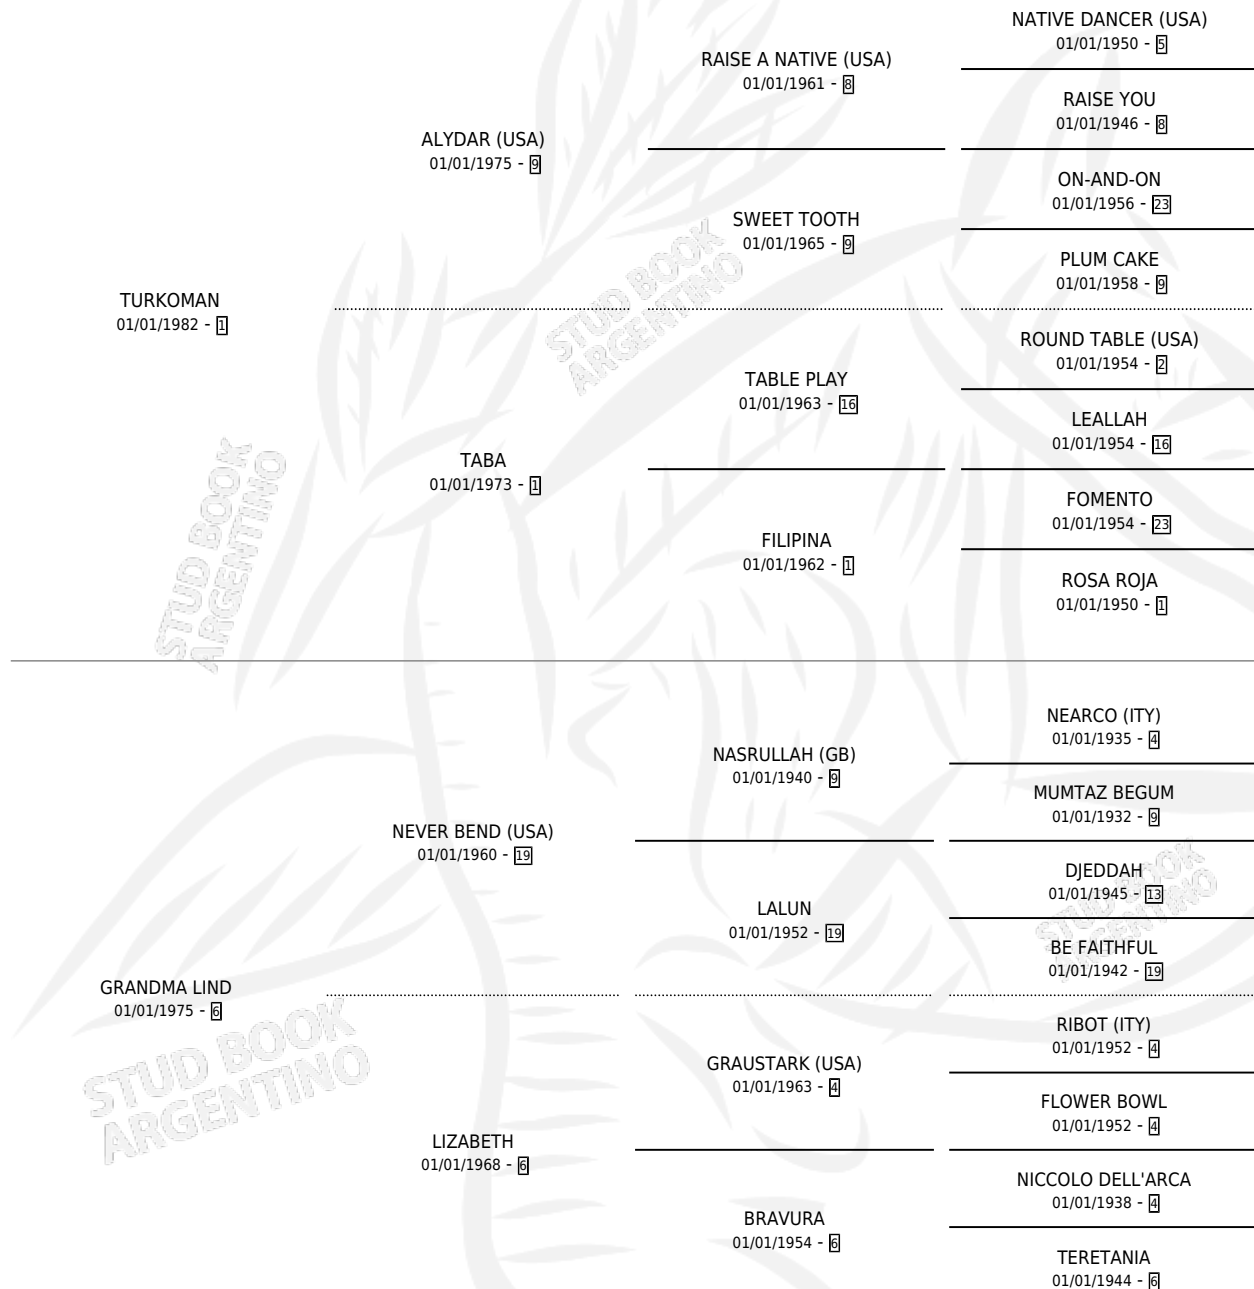 NATIVE DANCER (USA)
01/01/1950 - 5
RAISE A NATIVE (USA)
01/01/1961 - 8
RAISE YOU
01/01/1946 - 8
ALYDAR (USA)
01/01/1975 - 9
ON-AND-ON
01/01/1956 - 23
SWEET TOOTH
01/01/1965 - 9
PLUM CAKE
01/01/1958 - 9
TURKOMAN
01/01/1982 - 1
ROUND TABLE (USA)
01/01/1954 - 2
TABLE PLAY
01/01/1963 - 16
LEALLAH
01/01/1954 - 16
TABA
01/01/1973 - 1
FOMENTO
01/01/1954 - 23
FILIPINA
01/01/1962 - 1
ROSA ROJA
01/01/1950 - 1
NEARCO (ITY)
01/01/1935 - 4
NASRULLAH (GB)
01/01/1940 - 9
MUMTAZ BEGUM
01/01/1932 - 9
NEVER BEND (USA)
01/01/1960 - 19
DJEDDAH
01/01/1945 - 13
LALUN
01/01/1952 - 19
BE FAITHFUL
01/01/1942 - 19
GRANDMA LIND
01/01/1975 - 6
RIBOT (ITY)
01/01/1952 - 4
GRAUSTARK (USA)
01/01/1963 - 4
FLOWER BOWL
01/01/1952 - 4
LIZABETH
01/01/1968 - 6
NICCOLO DELL'ARCA
01/01/1938 - 4
BRAVURA
01/01/1954 - 6
TERETANIA
01/01/1944 - 6
STUD BOOK
ARGENTINO
STUD BOOK
ARGENTINO
STUD BOOK
ARGENTINO
STUD BOOK
ARGENTINO